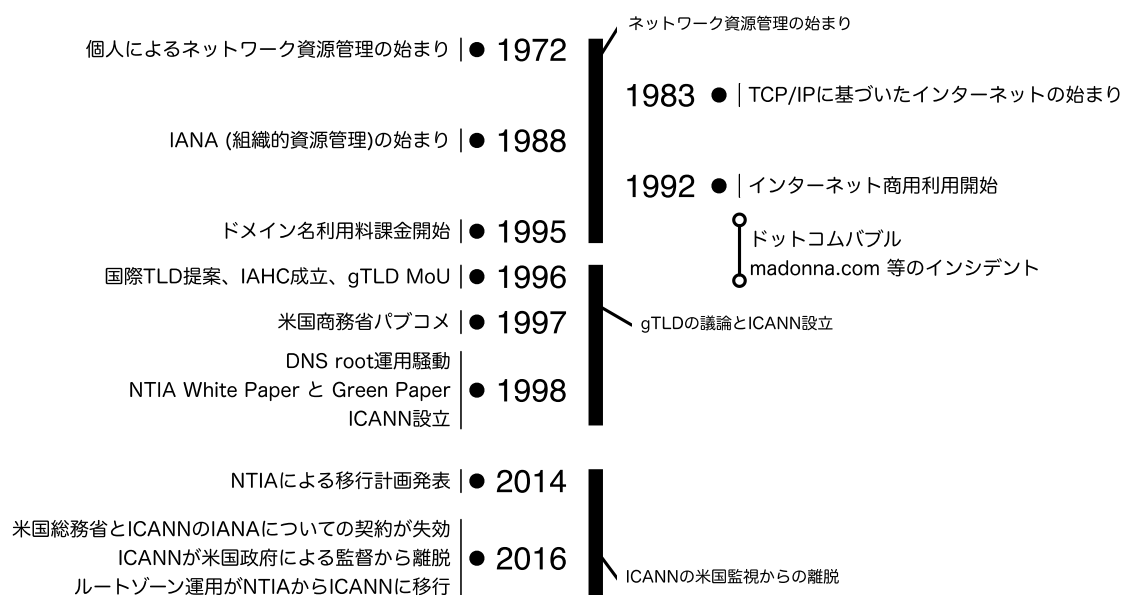 ネットワーク資源管理の始まり
個人によるネットワーク資源管理の始まり 1972
1983 TCP/IPに基づいたインターネットの始まり
IANA (組織的資源管理)の始まり 1988
1992 インターネット商用利用開始
ドメイン名利用料課金開始 1995
ドットコムバブル
madonna.com 等のインシデント
国際TLD提案、IAHC成立、gTLD MoU 1996
米国商務省パブコメ 1997
gTLDの議論とICANN設立
DNS root運用騒動
NTIA White Paper と Green Paper
ICANN設立
1998
NTIAによる移行計画発表 2014
米国総務省とICANNのIANAについての契約が失効
ICANNが米国政府による監督から離脱
ルートゾーン運用がNTIAからICANNに移行
2016
ICANNの米国監視からの離脱